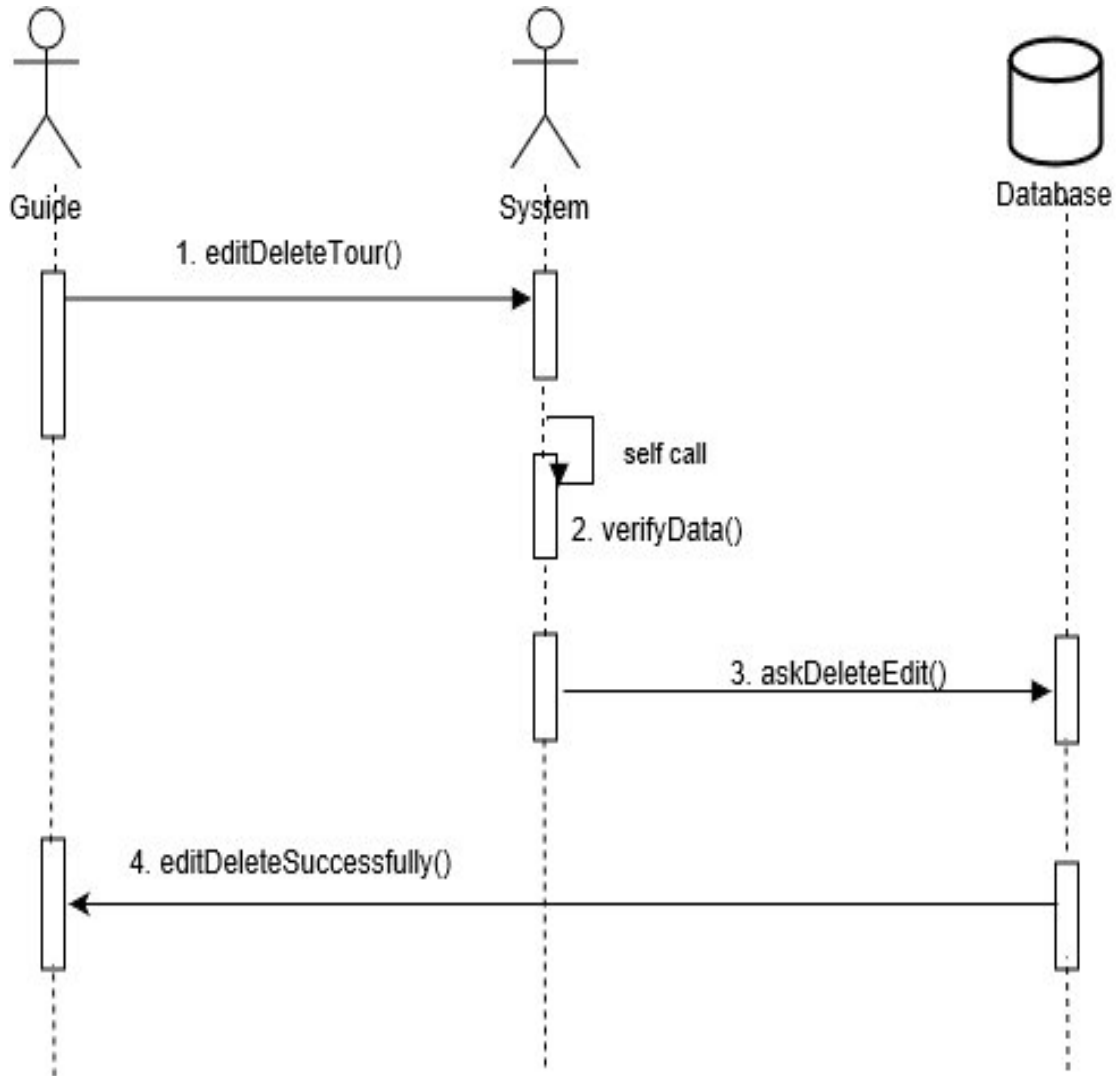 Guide
System
Database
1. editDeleteTour()
self call
2. verifyData()
3. askDeleteEdit()
4. editDeleteSuccessfully()